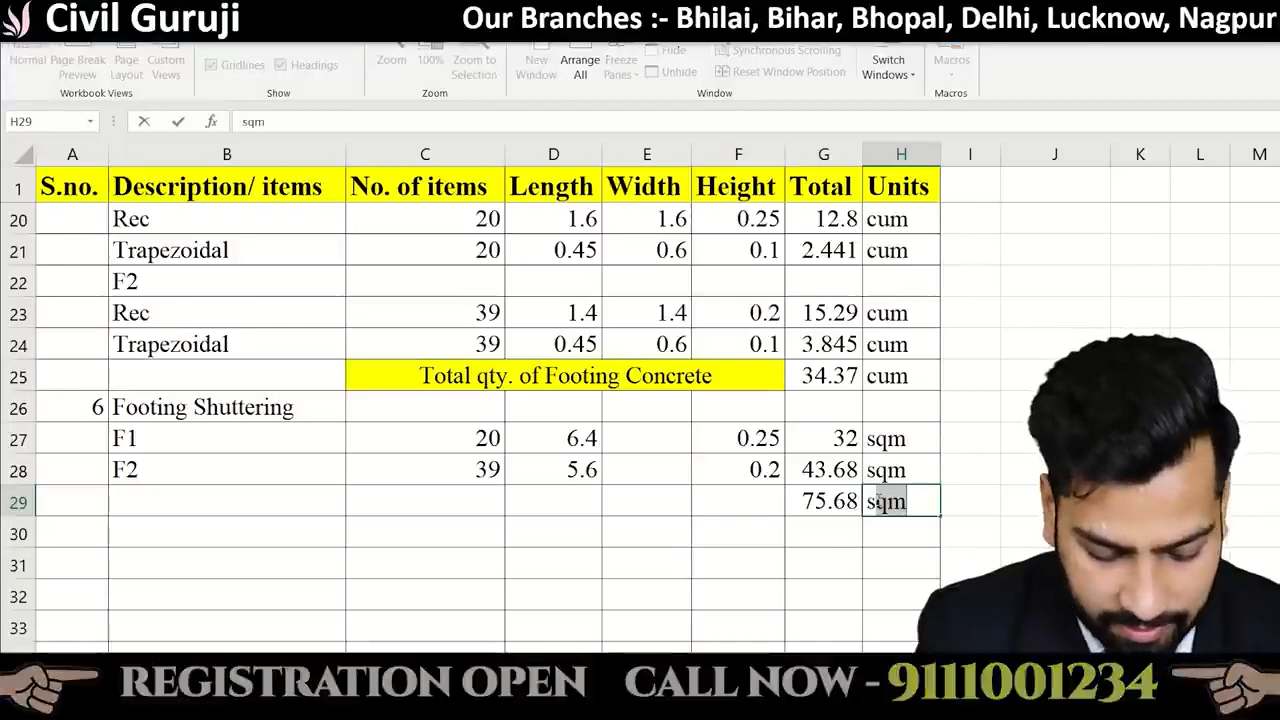 Civil Guruji
Our Branches :- Bhilai, Bihar, Bhopal, Delhi, Lucknow, Nagpur
Normal Page Break Preview Page Layout Custom Views Gridlines Headings Zoom 100% Zoom to Selection New Window Arrange All Freeze Panes Hide Unhide Synchronous Scrolling Reset Window Position Switch Windows Macros
Workbook Views Show Zoom Window Macros
H29 fx sqm
A B C D E F G H I J K L M
1 S.no. Description/ items No. of items Length Width Height Total Units
20 Rec 20 1.6 1.6 0.25 12.8 cum
21 Trapezoidal 20 0.45 0.6 0.1 2.441 cum
22 F2
23 Rec 39 1.4 1.4 0.2 15.29 cum
24 Trapezoidal 39 0.45 0.6 0.1 3.845 cum
25 Total qty. of Footing Concrete 34.37 cum
26 6 Footing Shuttering
27 F1 20 6.4 0.25 32 sqm
28 F2 39 5.6 0.2 43.68 sqm
29 75.68 sqm
30
31
32
33
REGISTRATION OPEN CALL NOW - 9111001234